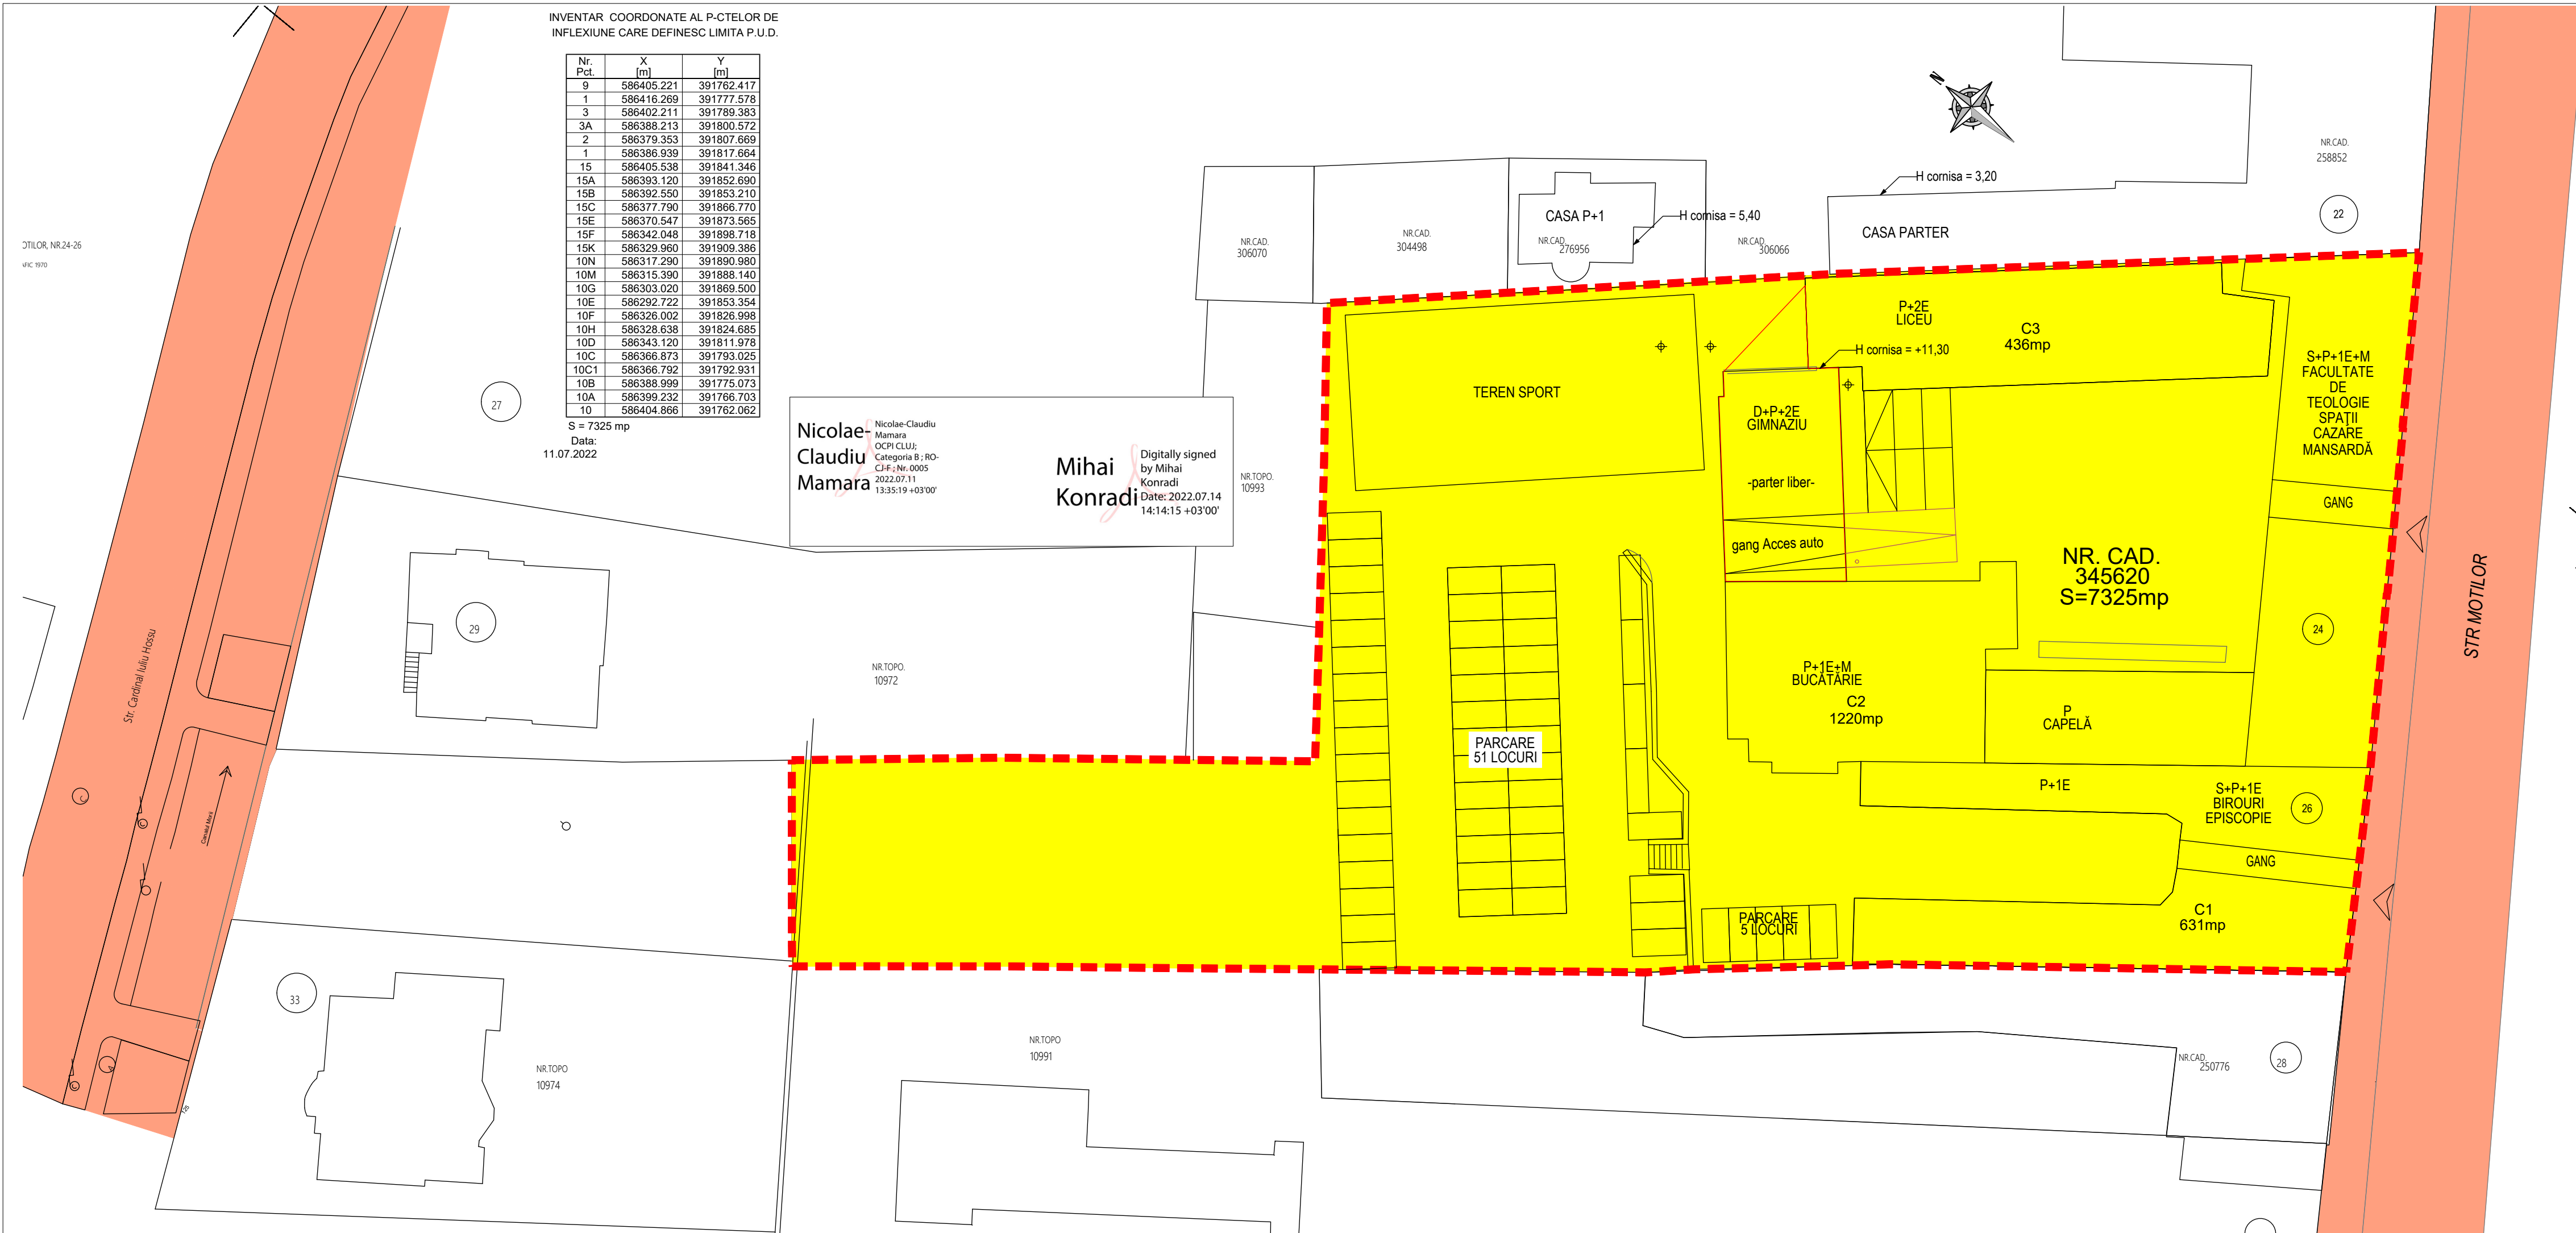 INVENTAR COORDONATE AL P-CTELOR DE
INFLEXIUNE CARE DEFINESC LIMITA P.U.D.
Nr. Pct. X [m] Y [m]
9 586405.221 391762.417
1 586416.269 391777.578
3 586402.211 391789.383
3A 586388.213 391800.572
2 586379.353 391807.669
1 586386.939 391817.664
15 586405.538 391841.346
15A 586393.120 391852.690
15B 586392.550 391853.210
15C 586377.790 391866.770
15E 586370.547 391873.565
15F 586342.048 391898.718
15K 586329.960 391909.386
10N 586317.290 391890.980
10M 586315.390 391888.140
10G 586303.020 391869.500
10E 586292.722 391853.354
10F 586326.002 391826.998
10H 586328.638 391824.685
10D 586343.120 391811.978
10C 586366.873 391793.025
10C1 586366.792 391792.931
10B 586388.999 391775.073
10A 586399.232 391766.703
10 586404.866 391762.062
S = 7325 mp
Data:
11.07.2022
OTILOR, NR.24-26
AFIC 1970
27
29
33
Str. Cardinal Iuliu Hossu
Canalul Morii
125
Nicolae-
Claudiu
Mamara
Nicolae-Claudiu
Mamara
OCPI CLUJ;
Categoria B ; RO-
CJ-F ; Nr. 0005
2022.07.11
13:35:19 +03'00'
Mihai
Konradi
Digitally signed
by Mihai
Konradi
Date: 2022.07.14
14:14:15 +03'00'
NR.CAD.
306070
NR.CAD.
304498
CASA P+1
NR.CAD.
276956
H cornisa = 5,40
NR.CAD.
306066
H cornisa = 3,20
CASA PARTER
N
NR.CAD.
258852
22
NR.TOPO.
10993
NR.TOPO.
10972
TEREN SPORT
P+2E
LICEU
C3
436mp
H cornisa = +11,30
D+P+2E
GIMNAZIU
-parter liber-
gang Acces auto
S+P+1E+M
FACULTATE
DE
TEOLOGIE
SPAŢII
CAZARE
MANSARDĂ
GANG
NR. CAD.
345620
S=7325mp
24
STR MOTILOR
P+1E+M
BUCĂTĂRIE
C2
1220mp
P
CAPELĂ
PARCARE
51 LOCURI
P+1E
S+P+1E
BIROURI
EPISCOPIE
26
GANG
C1
631mp
PARCARE
5 LOCURI
NR.TOPO
10974
NR.TOPO
10991
NR.CAD.
250776
28